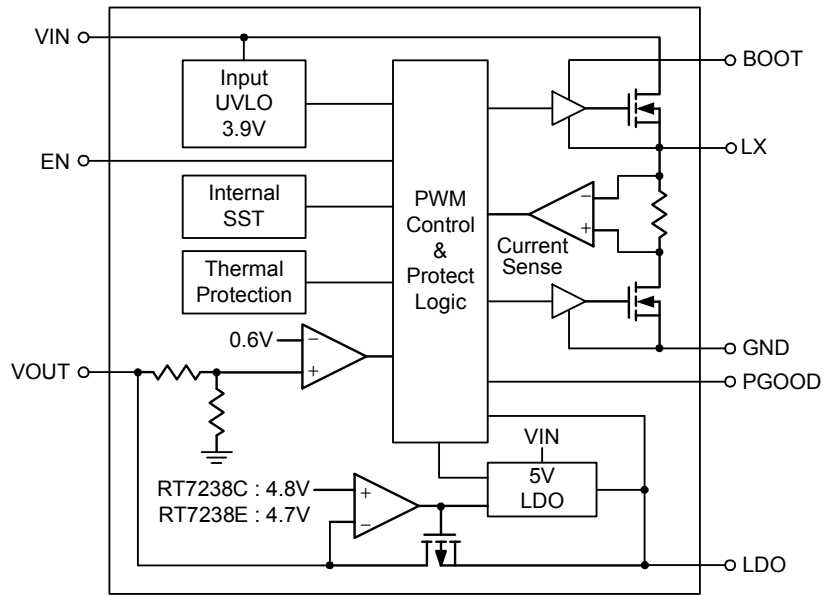 VIN
BOOT
Input
UVLO
3.9V
EN
LX
Internal
SST
PWM
Control
&
Protect
Logic
−
+
Current
Sense
Thermal
Protection
0.6V
−
+
VOUT
GND
PGOOD
VIN
5V
LDO
RT7238C : 4.8V
RT7238E : 4.7V
+
−
LDO